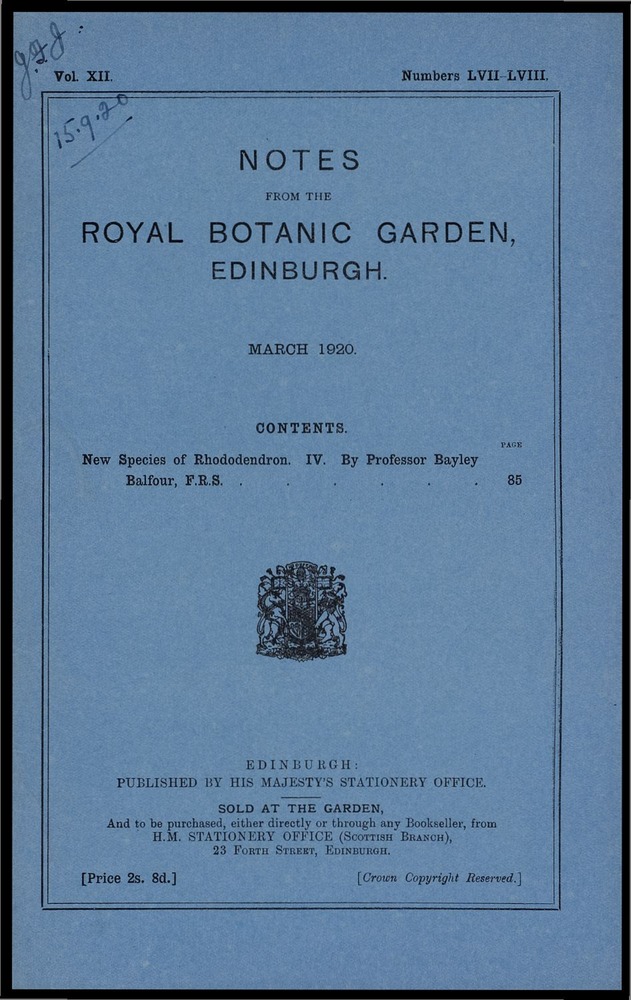 Vol. XII. Numbers LVII-LVIII.
15.9.20
NOTES
FROM THE
ROYAL BOTANIC GARDEN,
EDINBURGH.
MARCH 1920.
CONTENTS.
PAGE
New Species of Rhododendron. IV. By Professor Bayley
Balfour, F.R.S. . . . . . . 85
EDINBURGH:
PUBLISHED BY HIS MAJESTY'S STATIONERY OFFICE.
SOLD AT THE GARDEN,
And to be purchased, either directly or through any Bookseller, from
H.M. STATIONERY OFFICE (SCOTTISH BRANCH),
23 FORTH STREET, EDINBURGH.
[Price 2s. 8d.] [Crown Copyright Reserved.]